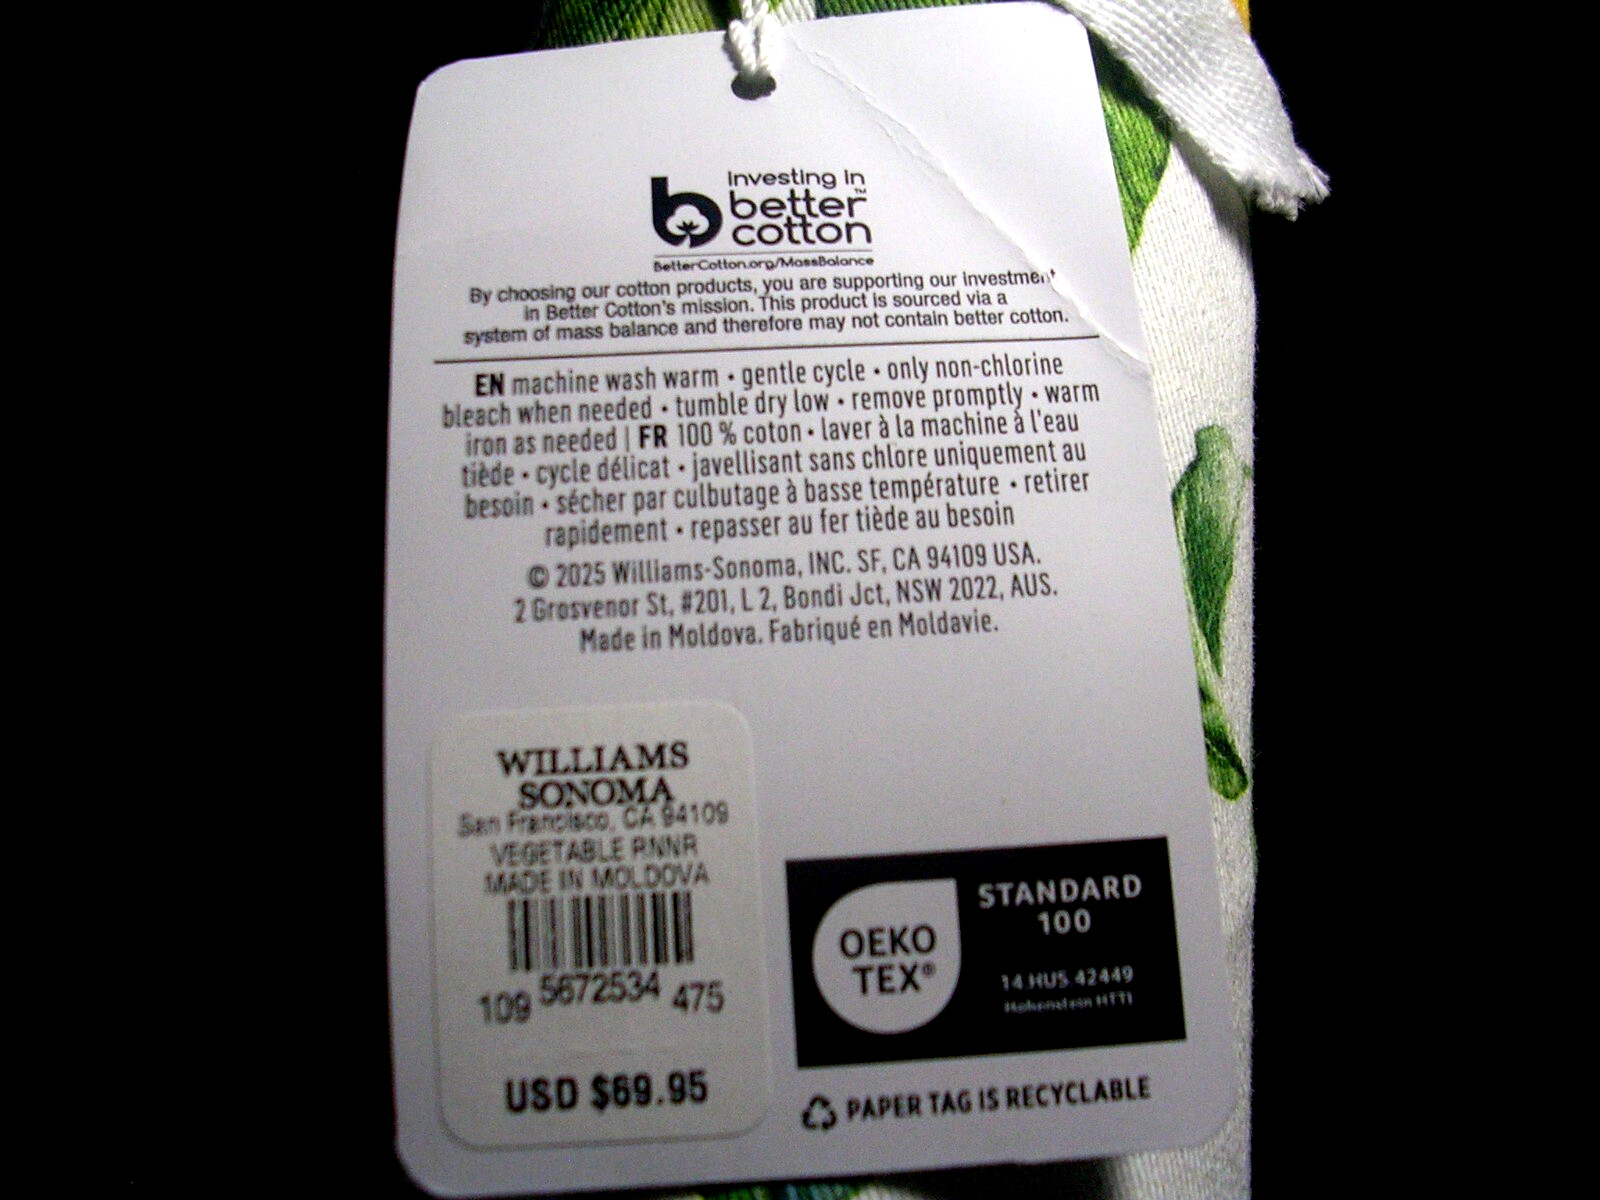 investing in
better™
cotton
BetterCotton.org/MassBalance
By choosing our cotton products, you are supporting our investment
in Better Cotton's mission. This product is sourced via a
system of mass balance and therefore may not contain better cotton.
EN machine wash warm • gentle cycle • only non-chlorine
bleach when needed • tumble dry low • remove promptly • warm
iron as needed | FR 100 % coton • laver à la machine à l'eau
tiède • cycle délicat • javellisant sans chlore uniquement au
besoin • sécher par culbutage à basse température • retirer
rapidement • repasser au fer tiède au besoin
© 2025 Williams-Sonoma, INC. SF, CA 94109 USA.
2 Grosvenor St, #201, L 2, Bondi Jct, NSW 2022, AUS.
Made in Moldova. Fabriqué en Moldavie.
WILLIAMS
SONOMA
San Francisco, CA 94109
VEGETABLE RNNR
MADE IN MOLDOVA
109 5672534 475
USD $69.95
OEKO
TEX®
STANDARD
100
14.HUS.42449
Hohenstein HTTI
PAPER TAG IS RECYCLABLE